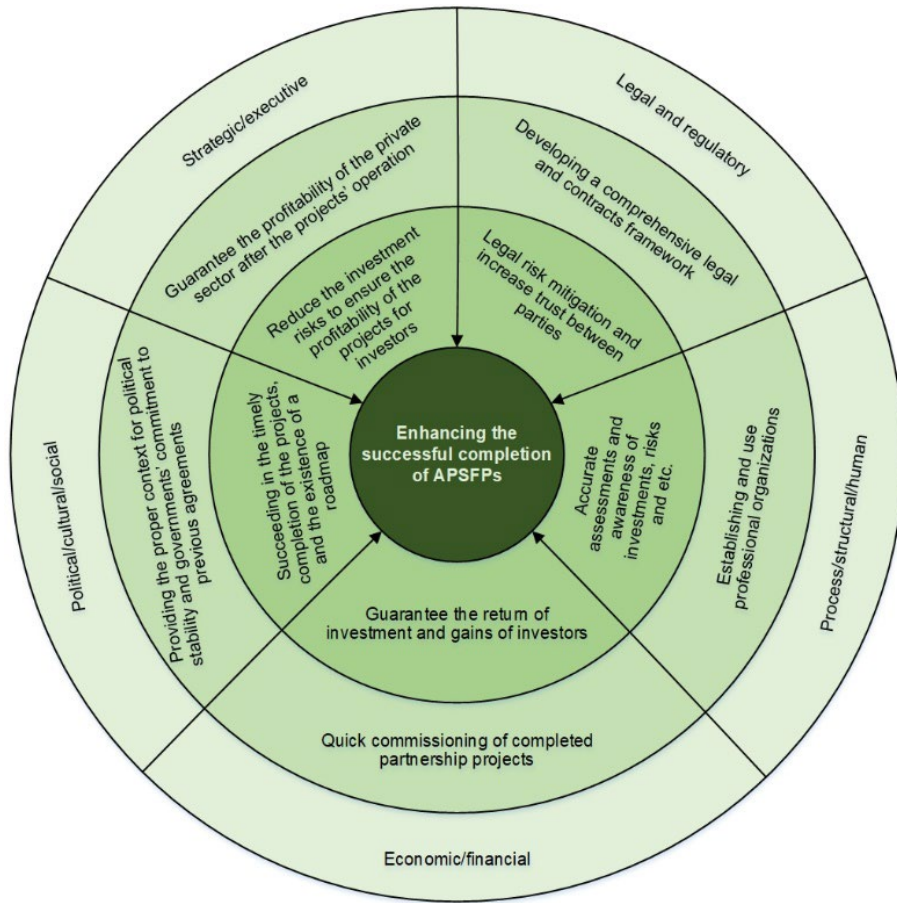 Strategic/executive
Legal and regulatory
Guarantee the profitability of the private
sector after the projects' operation
Developing a comprehensive legal
and contracts framework
Reduce the investment
risks to ensure the
profitability of the
projects for
investors
Legal risk mitigation and
increase trust between
parties
Political/cultural/social
Providing the proper context for political
stability and governments' commitment to
previous agreements
Succeeding in the timely
completion of the projects,
and the existence of a
roadmap
Enhancing the
successful completion
of APSFPs
Accurate
assessments and
awareness of
investments, risks
and etc.
Establishing and use
professional organizations
Process/structural/human
Guarantee the return of
investment and gains of investors
Quick commissioning of completed
partnership projects
Economic/financial